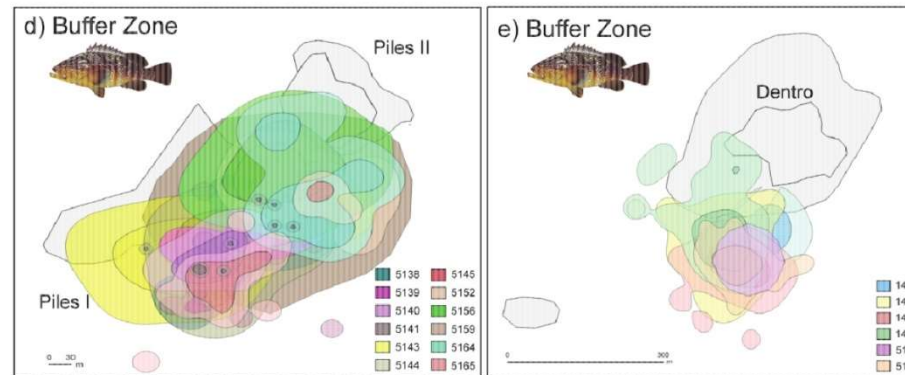 d) Buffer Zone
Piles II
Piles I
5138 5145
5139 5152
5140 5156
5141 5159
5143 5164
5144 5165
0 30
m
e) Buffer Zone
Dentro
0 300
m